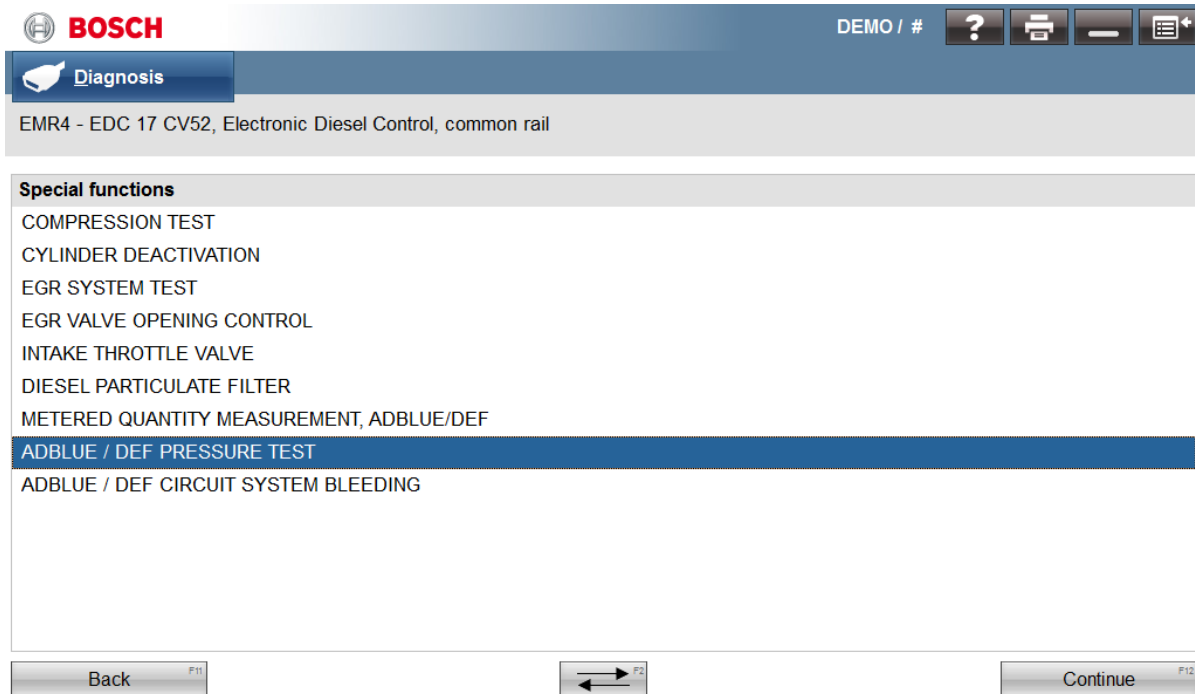 BOSCH
DEMO / #
?
Diagnosis
EMR4 - EDC 17 CV52, Electronic Diesel Control, common rail
Special functions
COMPRESSION TEST
CYLINDER DEACTIVATION
EGR SYSTEM TEST
EGR VALVE OPENING CONTROL
INTAKE THROTTLE VALVE
DIESEL PARTICULATE FILTER
METERED QUANTITY MEASUREMENT, ADBLUE/DEF
ADBLUE / DEF PRESSURE TEST
ADBLUE / DEF CIRCUIT SYSTEM BLEEDING
Back F11
F2
Continue F12